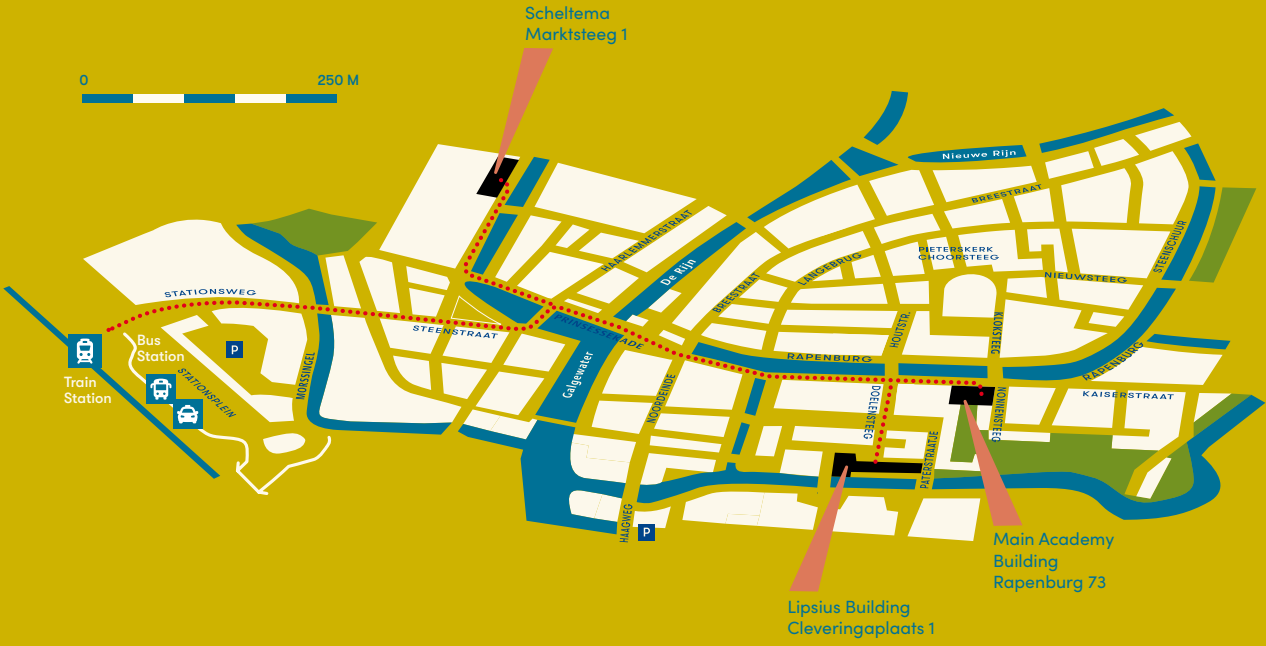 Scheltema
Marktsteeg 1
0
250 M
Nieuwe Rijn
BREESTRAAT
HAARLEMMERSTRAAT
STEENSCHUUR
PIETERSKERK
CHOORSTEEG
LANGEBRUG
De Rijn
NIEUWSTEEG
BREESTRAAT
STATIONSWEG
STEENSTRAAT
PRINSESSEKADE
HOUTSTR.
KLOKSTEEG
Bus
Station
P
Train
Station
STATIONSPLEIN
MORSSINGEL
Galgewater
NOORDEINDE
RAPENBURG
RAPENBURG
DOELENSTEEG
NONNENSTEEG
KAISERSTRAAT
PATERSTRAATJE
HAAGWEG
P
Main Academy
Building
Rapenburg 73
Lipsius Building
Cleveringaplaats 1